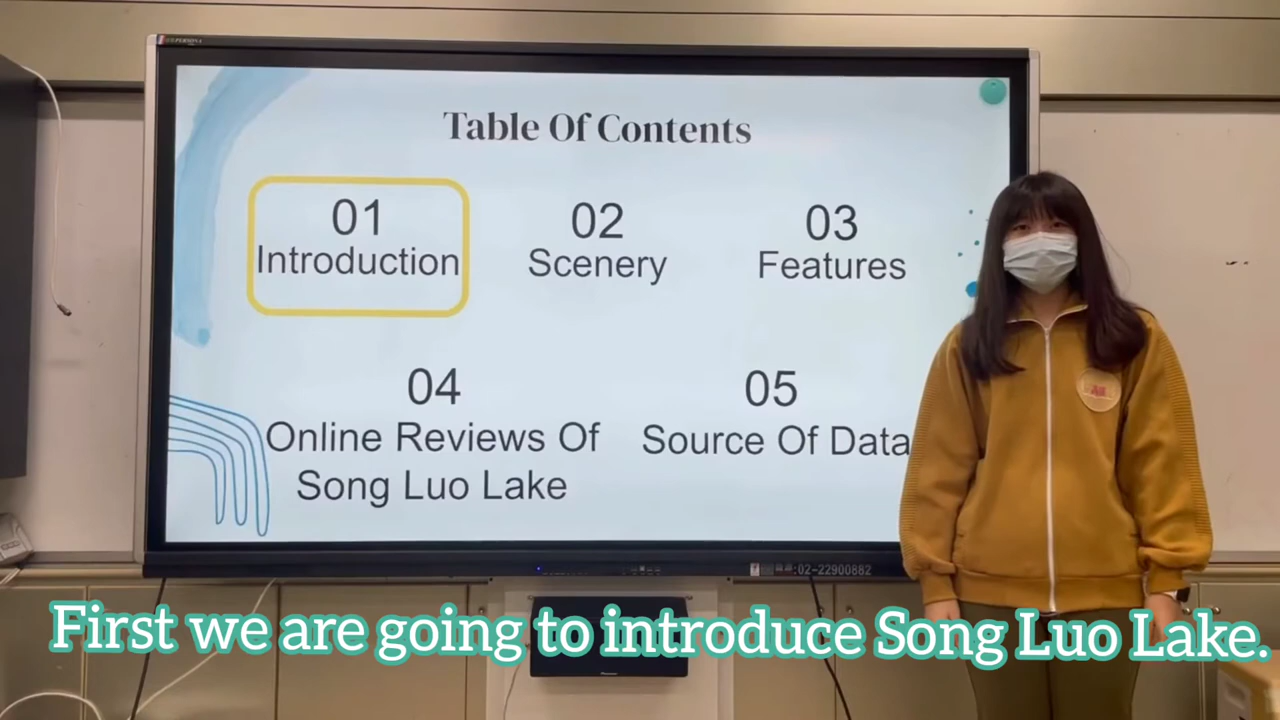 Table Of Contents
01
02
03
Introduction
Scenery
Features
04
05
Online Reviews Of
Song Luo Lake
Source Of Data
:02-22900882
First we are going to introduce Song Luo Lake.